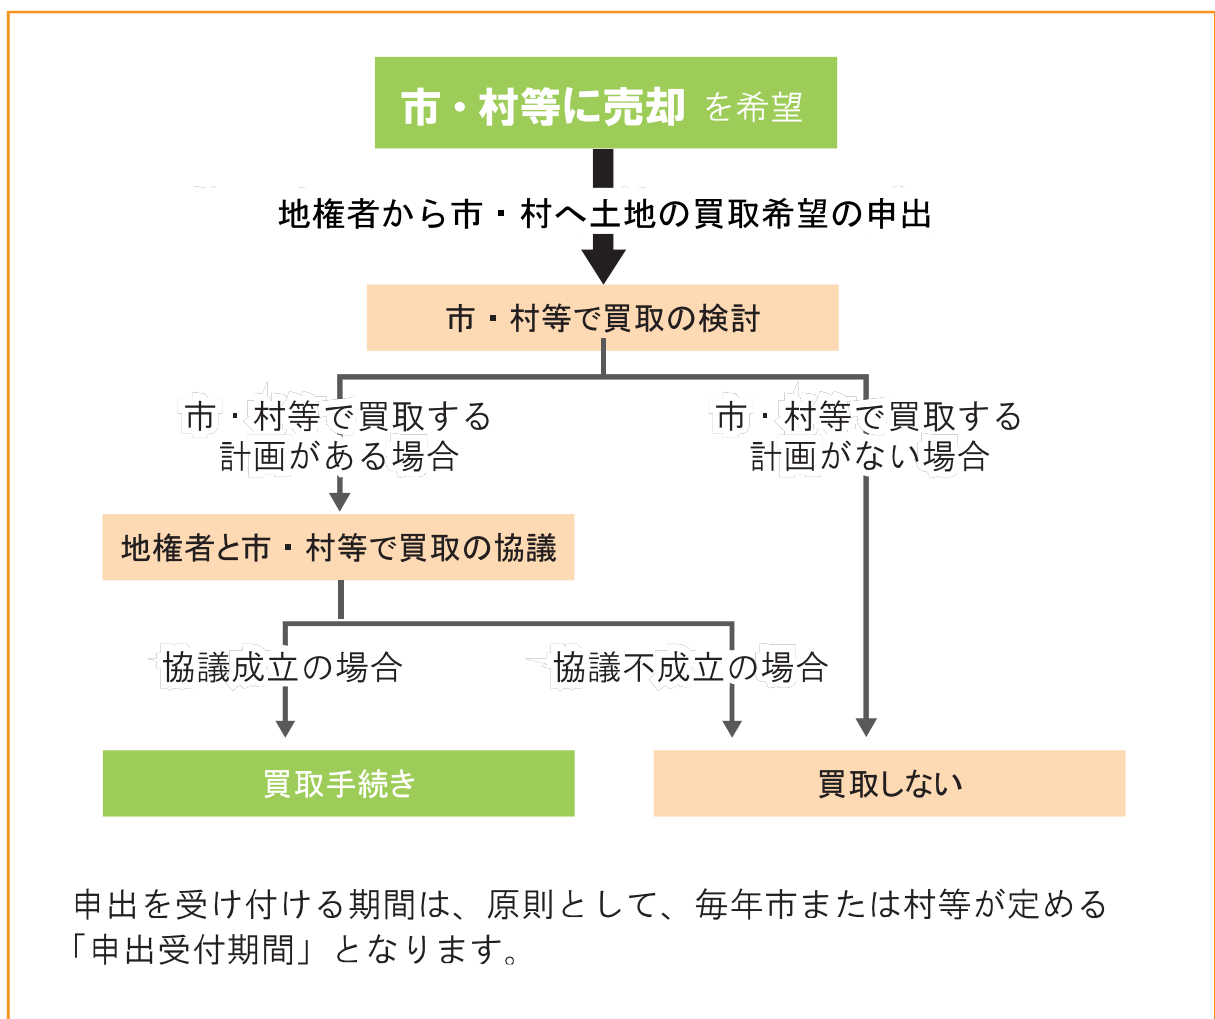 市・村等に売却 を希望
地権者から市・村へ土地の買取希望の申出
市・村等で買取の検討
市・村等で買取する
計画がある場合
市・村等で買取する
計画がない場合
地権者と市・村等で買取の協議
協議成立の場合
協議不成立の場合
買取手続き
買取しない
申出を受け付ける期間は、原則として、毎年市または村等が定める
「申出受付期間」となります。